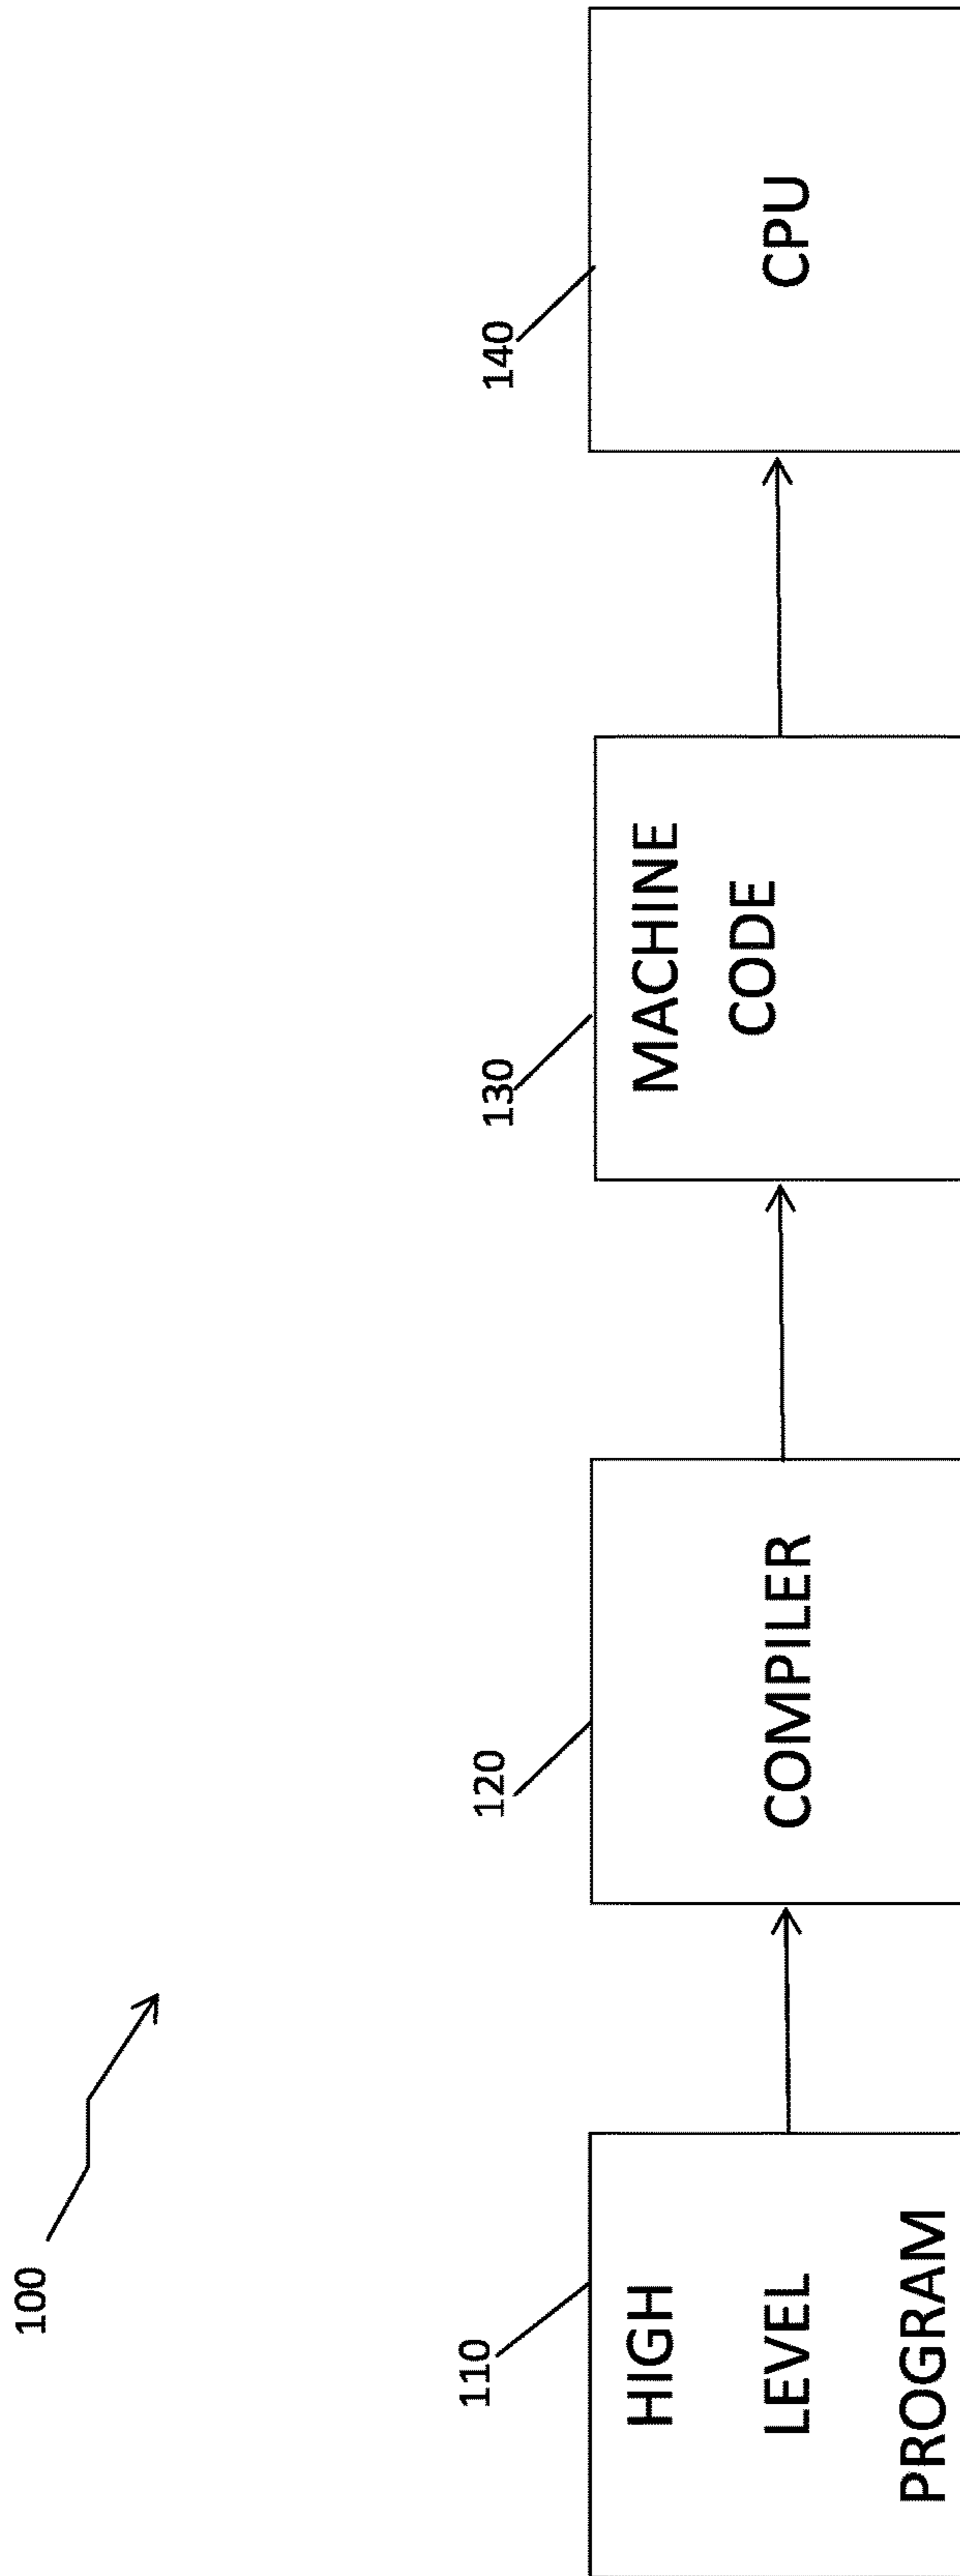 100
110
HIGH
LEVEL
PROGRAM
120
COMPILER
130
MACHINE
CODE
140
CPU